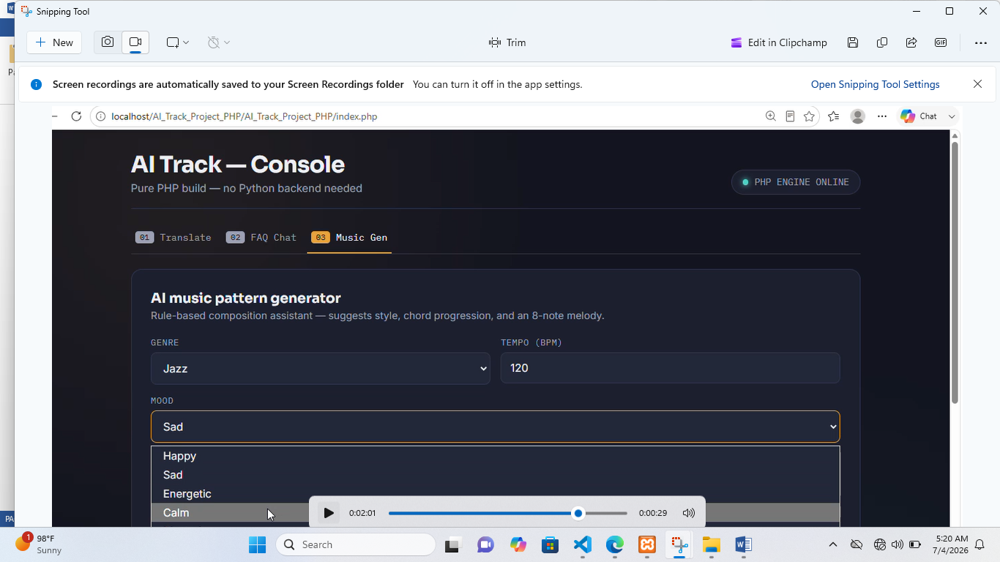 Snipping Tool
New
Trim
Edit in Clipchamp
GIF
Screen recordings are automatically saved to your Screen Recordings folder You can turn it off in the app settings.
Open Snipping Tool Settings
localhost/AI_Track_Project_PHP/AI_Track_Project_PHP/index.php
Chat
AI Track — Console
Pure PHP build — no Python backend needed
PHP ENGINE ONLINE
01 Translate 02 FAQ Chat 03 Music Gen
AI music pattern generator
Rule-based composition assistant — suggests style, chord progression, and an 8-note melody.
GENRE
TEMPO (BPM)
Jazz
120
MOOD
Sad
Happy
Sad
Energetic
Calm
0:02:01
0:00:29
PA
1
98°F
Sunny
Search
5:20 AM
7/4/2026